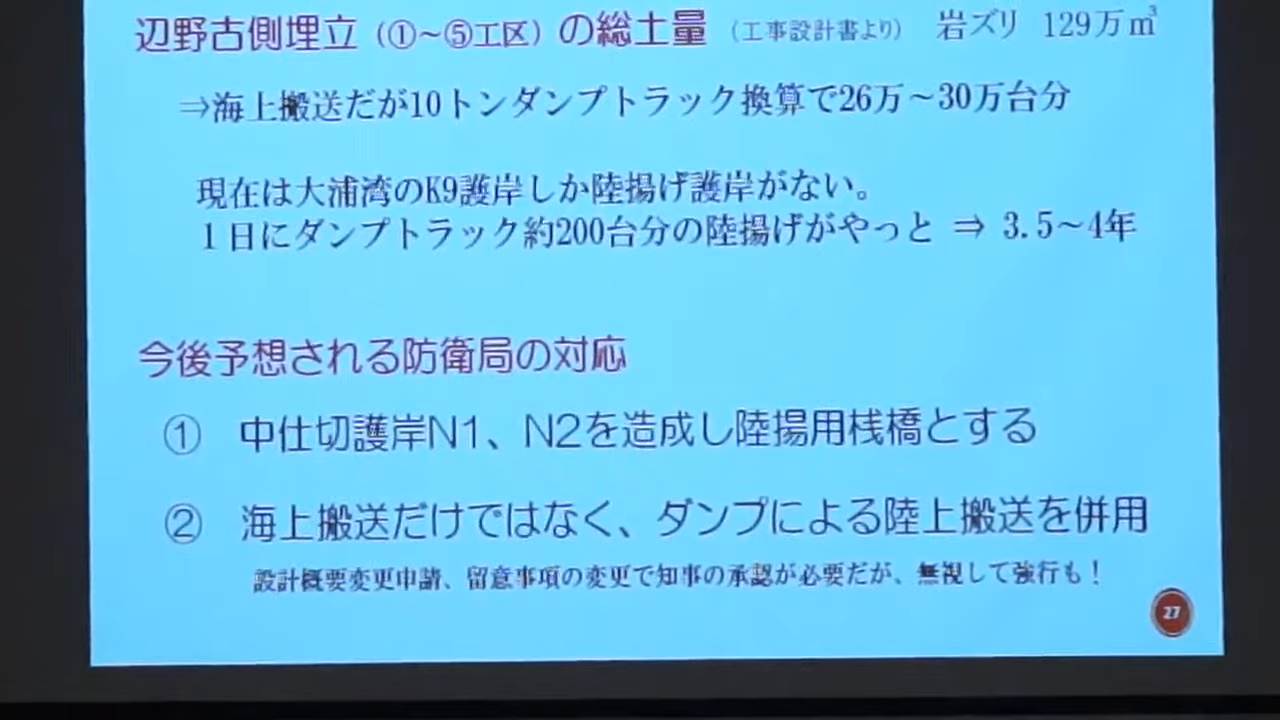 辺野古側埋立（①～⑤工区）の総土量（工事設計書より） 岩ズリ 129万㎥
⇒海上搬送だが10トンダンプトラック換算で26万～30万台分
現在は大浦湾のK9護岸しか陸揚げ護岸がない。
１日にダンプトラック約200台分の陸揚げがやっと ⇒ 3.5～4年
今後予想される防衛局の対応
① 中仕切護岸N1、N2を造成し陸揚用桟橋とする
② 海上搬送だけではなく、ダンプによる陸上搬送を併用
設計概要変更申請、留意事項の変更で知事の承認が必要だが、無視して強行も！
27